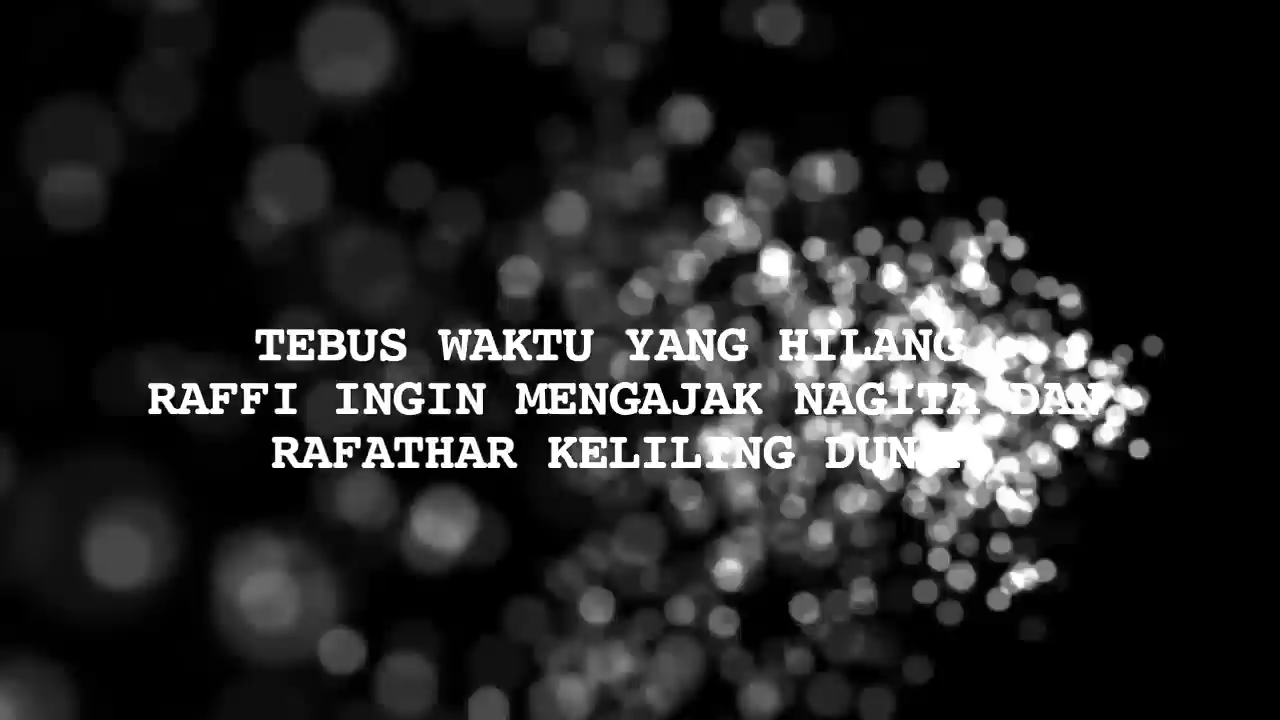 TEBUS WAKTU YANG HILANG
RAFFI INGIN MENGAJAK NAGITA DAN
RAFATHAR KELILING